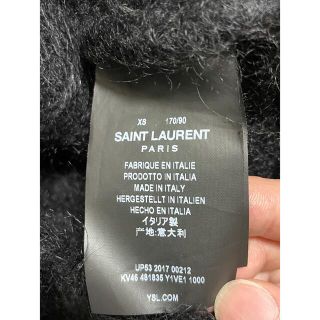 XS 170/90
SAINT LAURENT
PARIS
FABRIQUE EN ITALIE
PRODOTTO IN ITALIA
MADE IN ITALY
HERGESTELLT IN ITALIEN
HECHO EN ITALIA
イタリア製
产地:意大利
UP53 2017 00212
KV46 481835 Y1VE1 1000
YSL.COM